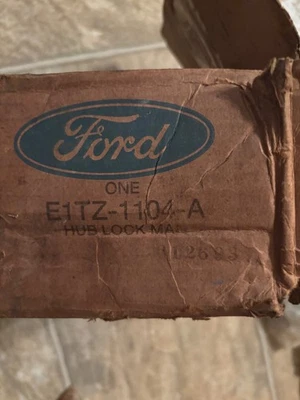 Ford
ONE
E1TZ-1104-A
HUB LOCK MAN